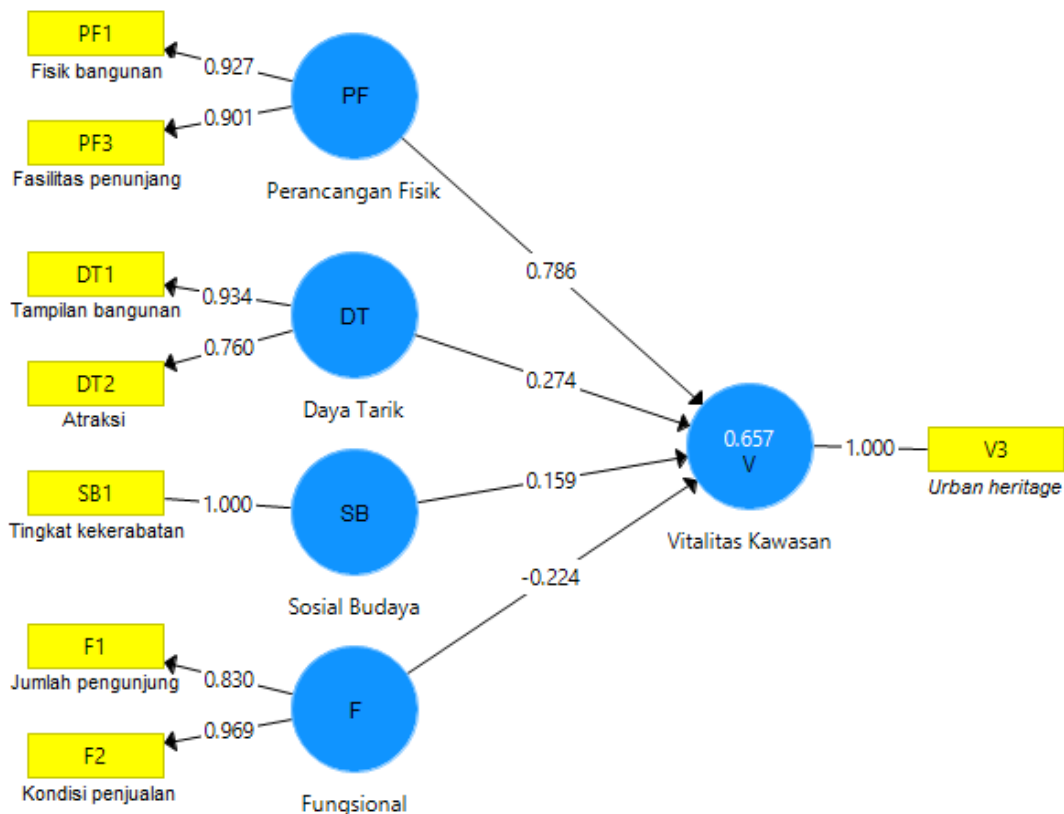 PF1
Fisik bangunan
0.927
PF3
Fasilitas penunjang
0.901
PF
Perancangan Fisik
0.786
DT1
Tampilan bangunan
0.934
DT2
Atraksi
0.760
DT
Daya Tarik
0.274
SB1
Tingkat kekerabatan
1.000
SB
Sosial Budaya
0.159
F1
Jumlah pengunjung
0.830
F2
Kondisi penjualan
0.969
F
Fungsional
-0.224
0.657
V
Vitalitas Kawasan
1.000
V3
Urban heritage